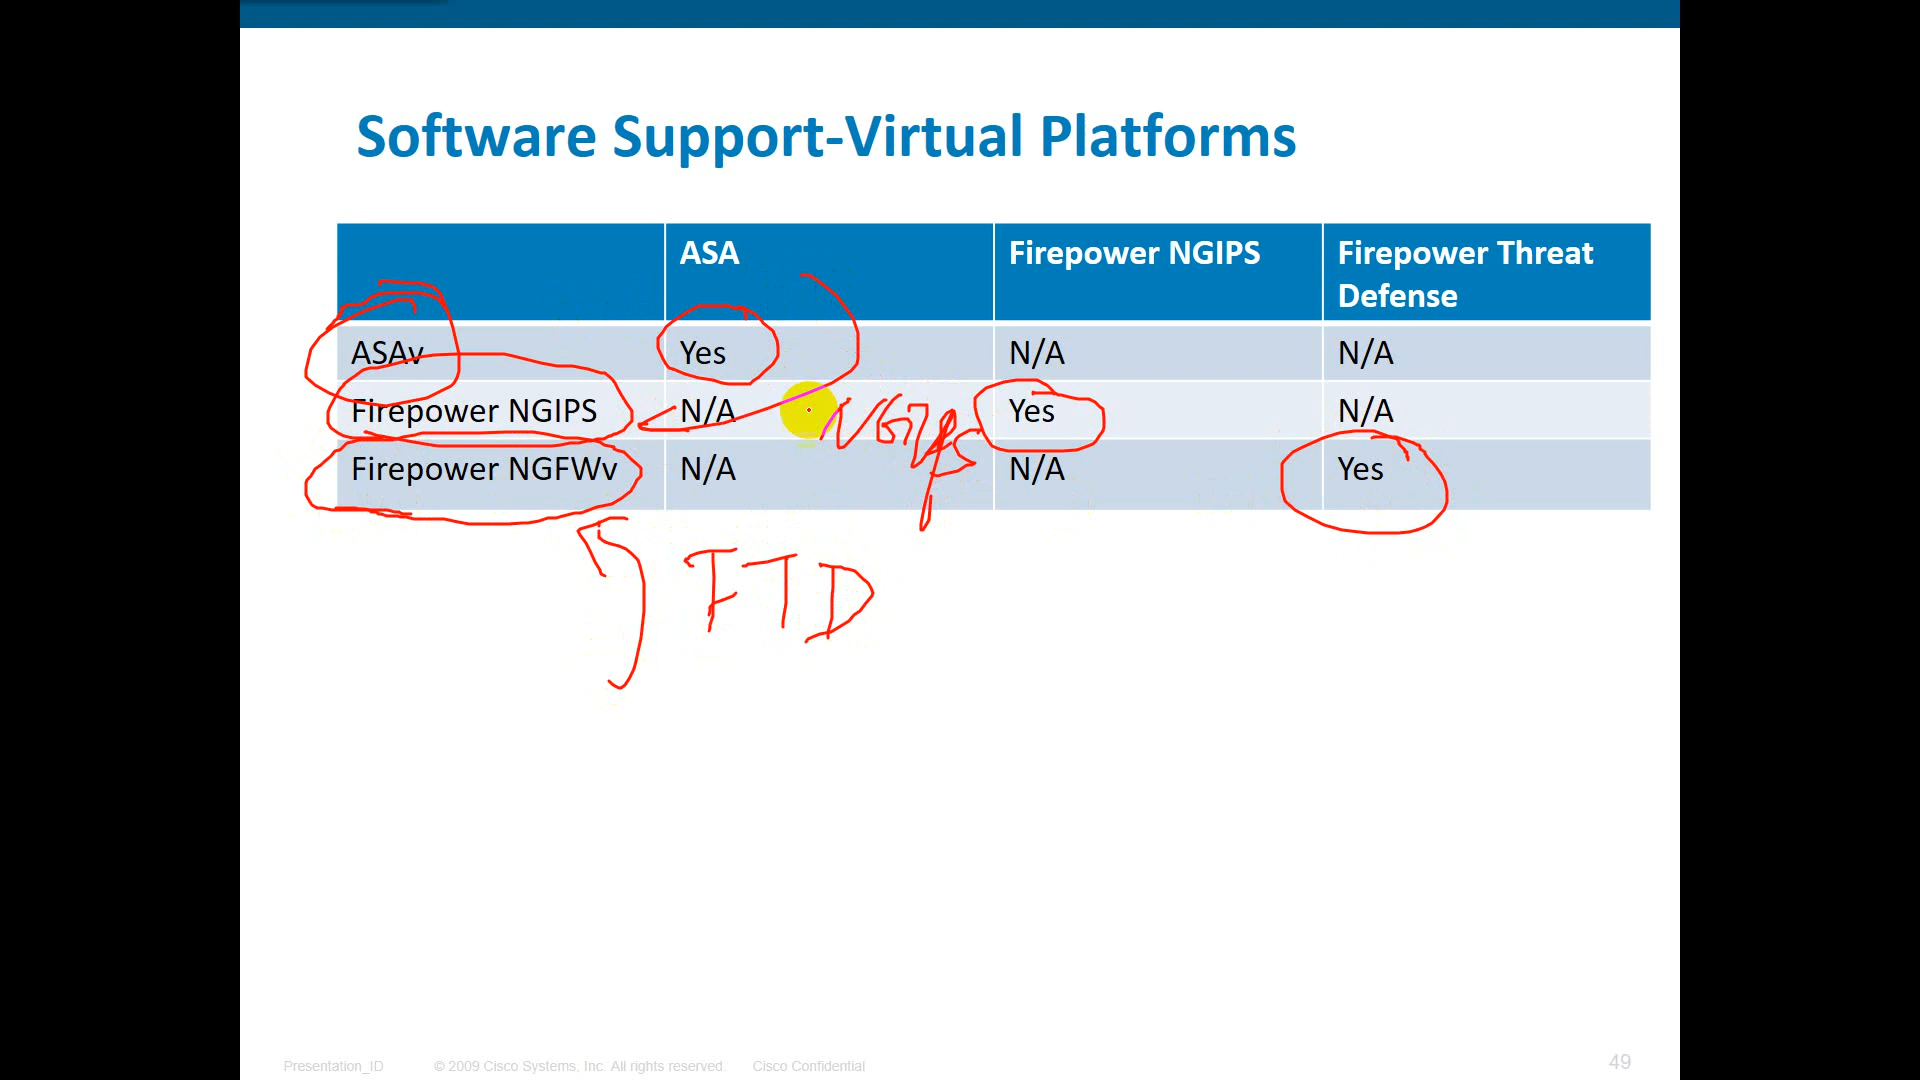 Software Support-Virtual Platforms
ASA Firepower NGIPS Firepower Threat Defense
ASAv Yes N/A N/A
Firepower NGIPS N/A Yes N/A
Firepower NGFWv N/A N/A Yes
FTD
Presentation_ID © 2009 Cisco Systems, Inc. All rights reserved. Cisco Confidential 49